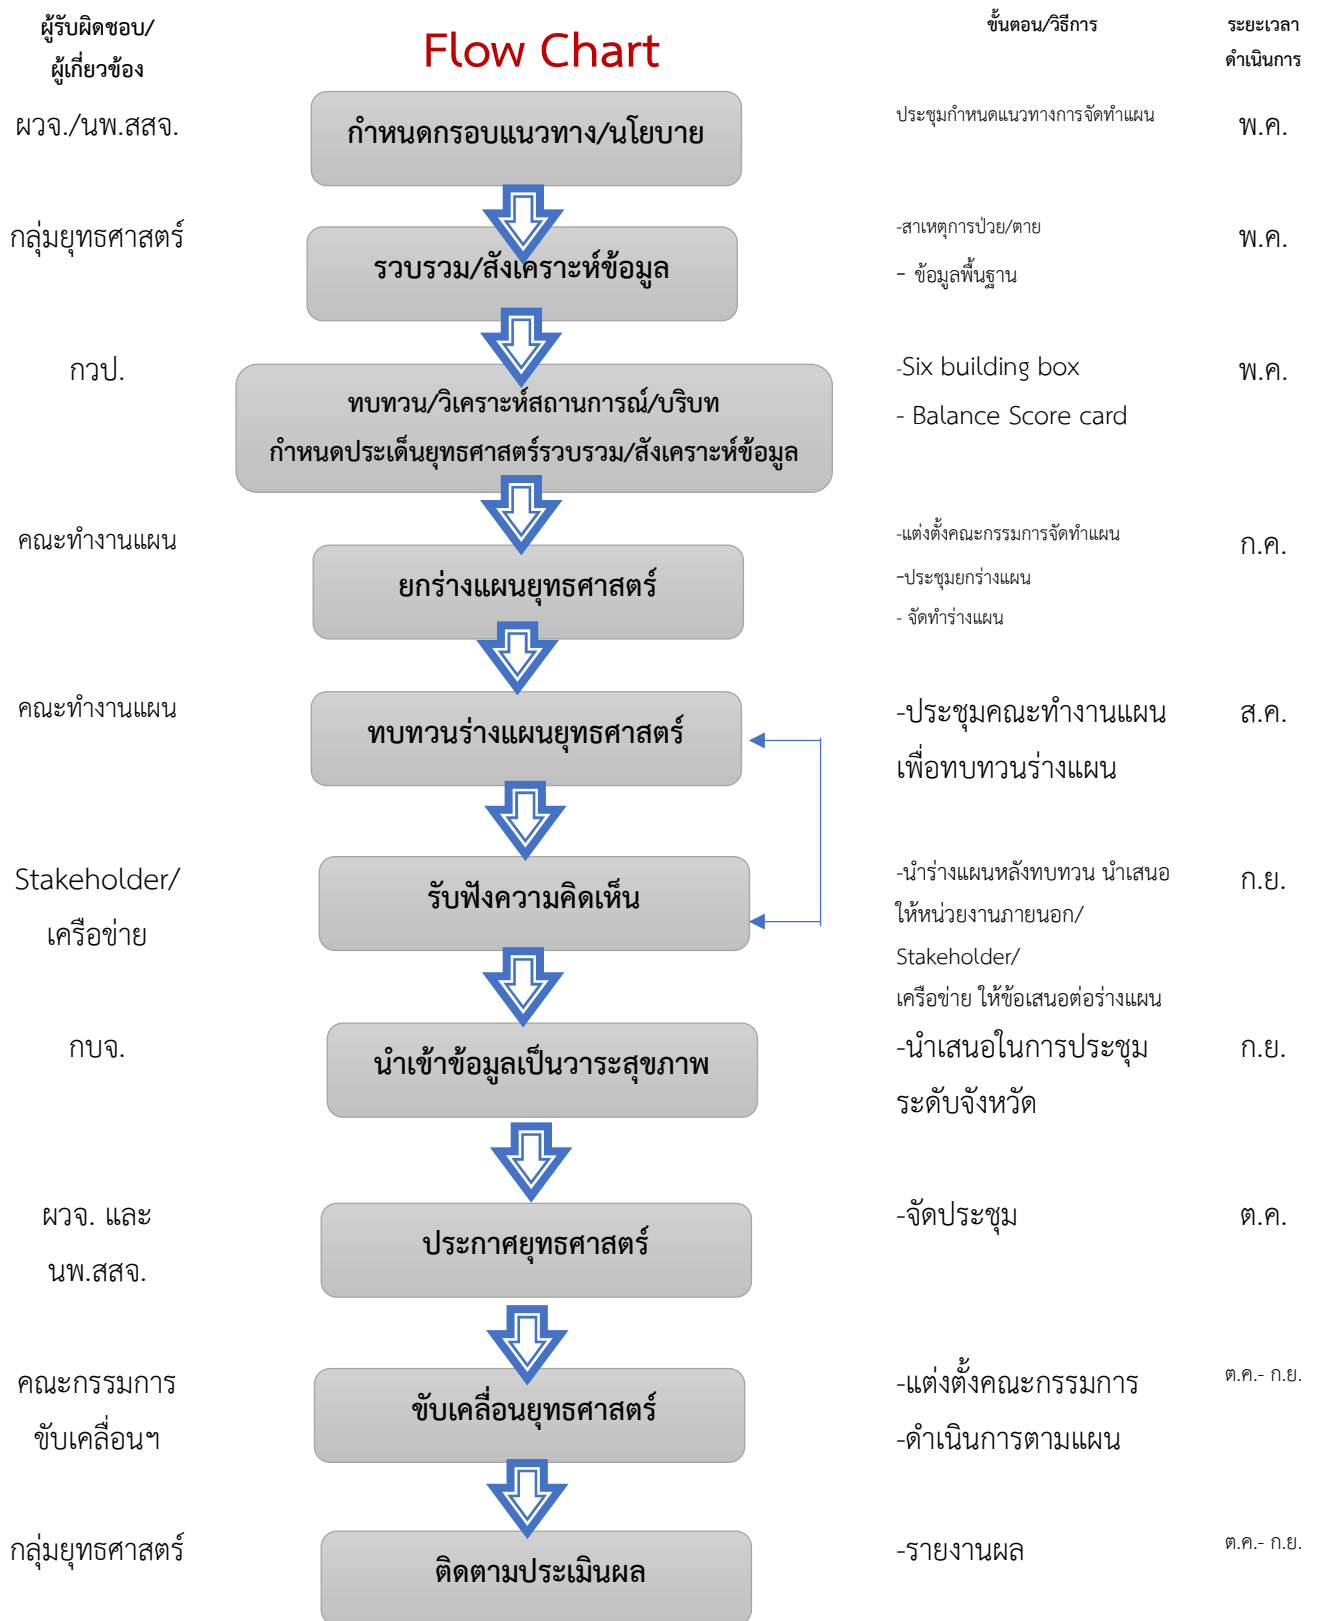 ผู้รับผิดชอบ/
ผู้เกี่ยวข้อง
Flow Chart
ขั้นตอน/วิธีการ
ระยะเวลา
ดำเนินการ
ผวจ./นพ.สสจ.
กำหนดกรอบแนวทาง/นโยบาย
ประชุมกำหนดแนวทางการจัดทำแผน
พ.ค.
กลุ่มยุทธศาสตร์
รวบรวม/สังเคราะห์ข้อมูล
-สาเหตุการป่วย/ตาย
- ข้อมูลพื้นฐาน
พ.ค.
กวป.
ทบทวน/วิเคราะห์สถานการณ์/บริบท
กำหนดประเด็นยุทธศาสตร์รวบรวม/สังเคราะห์ข้อมูล
-Six building box
- Balance Score card
พ.ค.
คณะทำงานแผน
ยกร่างแผนยุทธศาสตร์
-แต่งตั้งคณะกรรมการจัดทำแผน
-ประชุมยกร่างแผน
- จัดทำร่างแผน
ก.ค.
คณะทำงานแผน
ทบทวนร่างแผนยุทธศาสตร์
-ประชุมคณะทำงานแผน
เพื่อทบทวนร่างแผน
ส.ค.
Stakeholder/
เครือข่าย
รับฟังความคิดเห็น
-นำร่างแผนหลังทบทวน นำเสนอ
ให้หน่วยงานภายนอก/
Stakeholder/
เครือข่าย ให้ข้อเสนอต่อร่างแผน
ก.ย.
กบจ.
นำเข้าข้อมูลเป็นวาระสุขภาพ
-นำเสนอในการประชุม
ระดับจังหวัด
ก.ย.
ผวจ. และ
นพ.สสจ.
ประกาศยุทธศาสตร์
-จัดประชุม
ต.ค.
คณะกรรมการ
ขับเคลื่อนฯ
ขับเคลื่อนยุทธศาสตร์
-แต่งตั้งคณะกรรมการ
-ดำเนินการตามแผน
ต.ค.- ก.ย.
กลุ่มยุทธศาสตร์
ติดตามประเมินผล
-รายงานผล
ต.ค.- ก.ย.